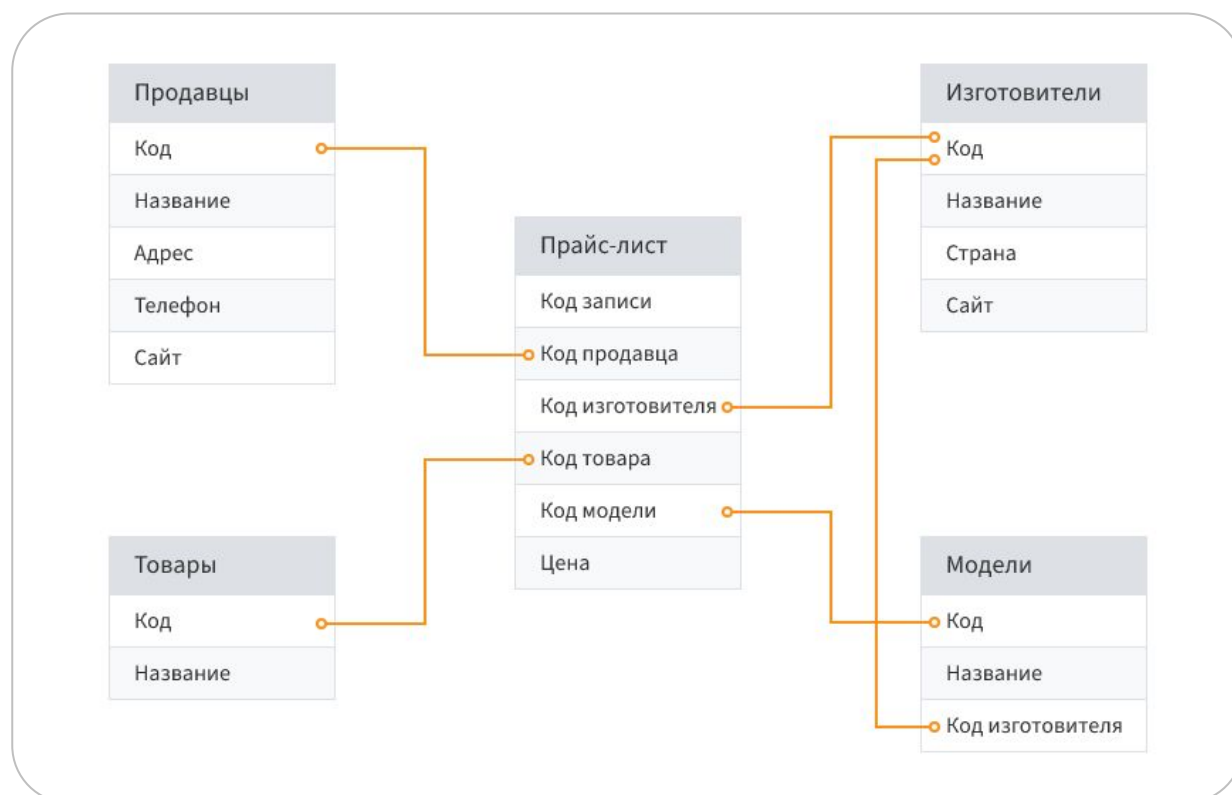 Продавцы
Код
Название
Адрес
Телефон
Сайт
Товары
Код
Название
Прайс-лист
Код записи
Код продавца
Код изготовителя
Код товара
Код модели
Цена
Изготовители
Код
Название
Страна
Сайт
Модели
Код
Название
Код изготовителя